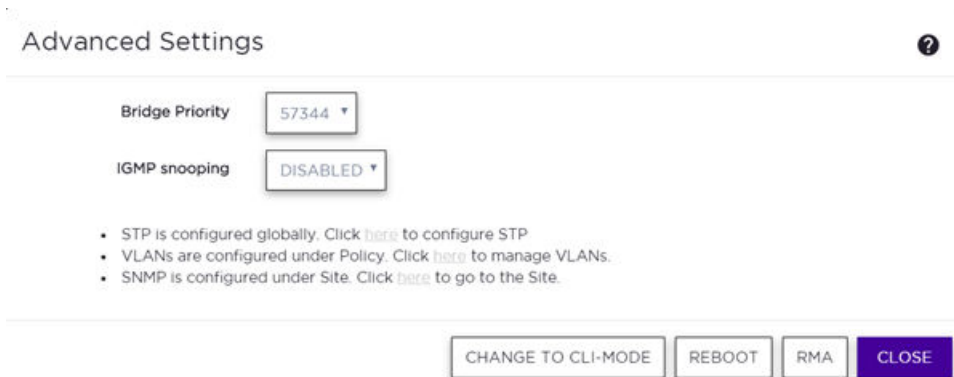 Advanced Settings
Bridge Priority 57344
IGMP snooping DISABLED
• STP is configured globally. Click here to configure STP
• VLANs are configured under Policy. Click here to manage VLANs.
• SNMP is configured under Site. Click here to go to the Site.
CHANGE TO CLI-MODE REBOOT RMA CLOSE